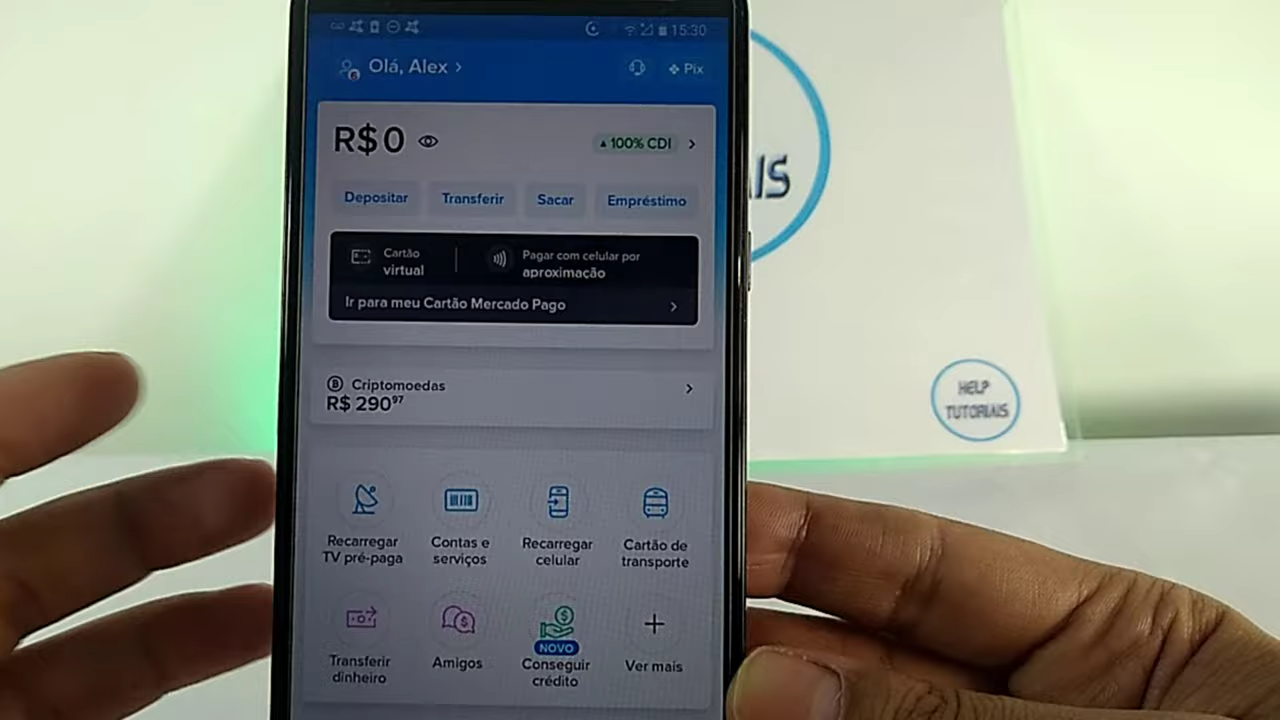 15:30
Olá, Alex >
Pix
R$ 0
100% CDI >
Depositar Transferir Sacar Empréstimo
Cartão
virtual
Pagar com celular por
aproximação
Ir para meu Cartão Mercado Pago >
Criptomoedas >
R$ 290⁹⁷
Recarregar
TV pré-paga
Contas e
serviços
Recarregar
celular
Cartão de
transporte
Transferir
dinheiro
Amigos
NOVO
Conseguir
crédito
Ver mais
HELP
TUTORIAIS